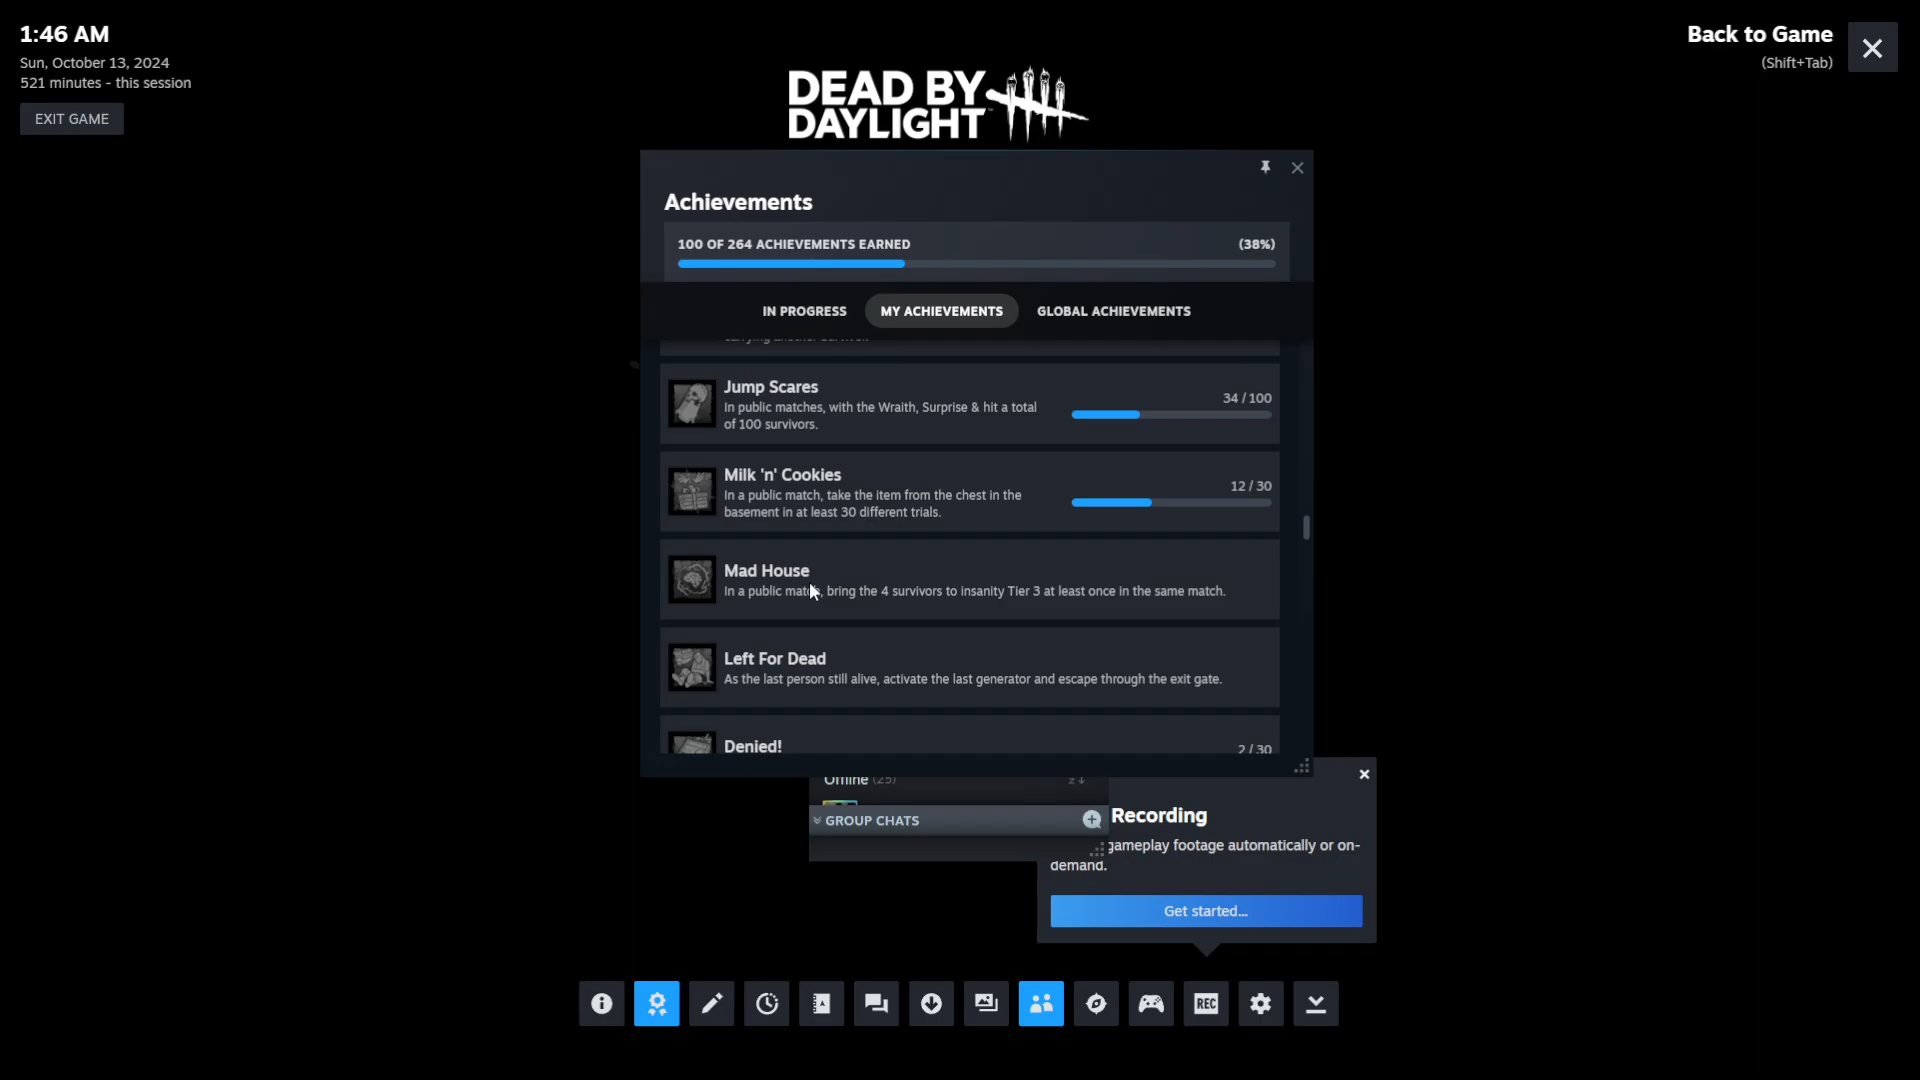 1:46 AM
Sun, October 13, 2024
521 minutes - this session
EXIT GAME
Back to Game
(Shift+Tab)
DEAD BY
DAYLIGHT
Achievements
100 OF 264 ACHIEVEMENTS EARNED (38%)
IN PROGRESS MY ACHIEVEMENTS GLOBAL ACHIEVEMENTS
Jump Scares
34 / 100
In public matches, with the Wraith, Surprise & hit a total
of 100 survivors.
Milk 'n' Cookies
12 / 30
In a public match, take the item from the chest in the
basement in at least 30 different trials.
Mad House
In a public match, bring the 4 survivors to insanity Tier 3 at least once in the same match.
Left For Dead
As the last person still alive, activate the last generator and escape through the exit gate.
Denied!
2 / 30
Offline (25)
GROUP CHATS
Recording
gameplay footage automatically or on-
demand.
Get started...
REC